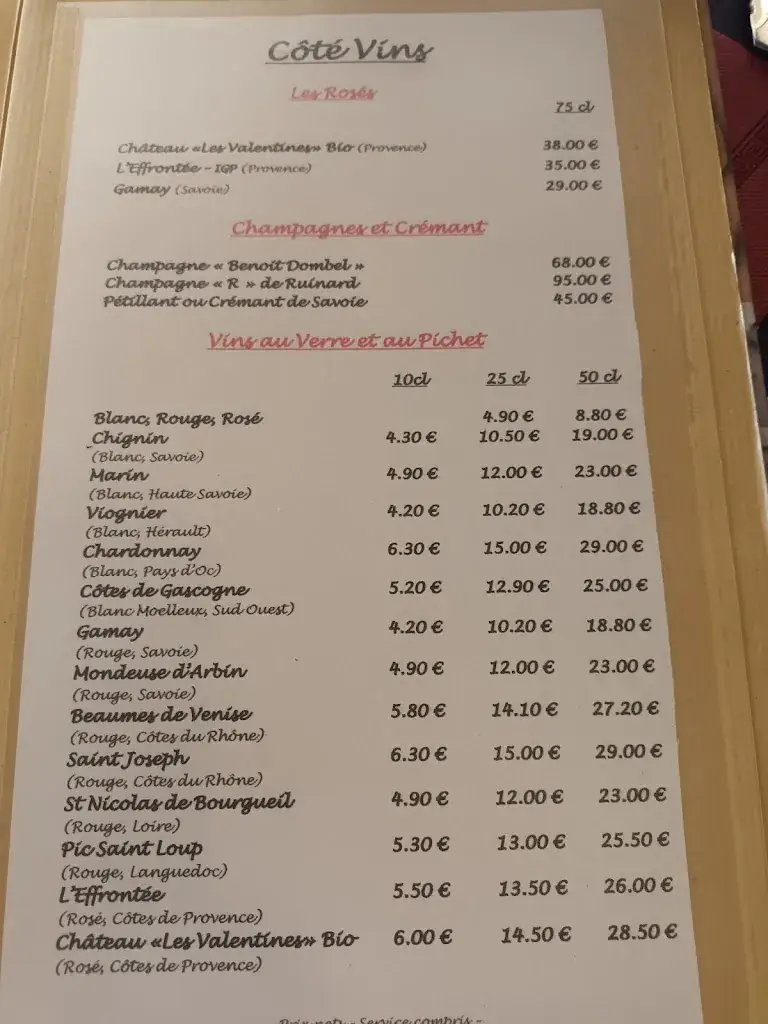 Côté Vins
Les Rosés
75 cl
Château «Les Valentines» Bio (Provence) 38.00 €
L'Effrontée – IGP (Provence) 35.00 €
Gamay (Savoie) 29.00 €
Champagnes et Crémant
Champagne « Benoît Dombel » 68.00 €
Champagne « R » de Ruinard 95.00 €
Pétillant ou Crémant de Savoie 45.00 €
Vins au Verre et au Pichet
10cl 25 cl 50 cl
Blanc, Rouge, Rosé 4.90 € 8.80 €
Chignin 4.30 € 10.50 € 19.00 €
(Blanc, Savoie)
Marin 4.90 € 12.00 € 23.00 €
(Blanc, Haute Savoie)
Viognier 4.20 € 10.20 € 18.80 €
(Blanc, Hérault)
Chardonnay 6.30 € 15.00 € 29.00 €
(Blanc, Pays d'Oc)
Côtes de Gascogne 5.20 € 12.90 € 25.00 €
(Blanc Moelleux, Sud Ouest)
Gamay 4.20 € 10.20 € 18.80 €
(Rouge, Savoie)
Mondeuse d'Arbin 4.90 € 12.00 € 23.00 €
(Rouge, Savoie)
Beaumes de Venise 5.80 € 14.10 € 27.20 €
(Rouge, Côtes du Rhône)
Saint Joseph 6.30 € 15.00 € 29.00 €
(Rouge, Côtes du Rhône)
St Nicolas de Bourgueil 4.90 € 12.00 € 23.00 €
(Rouge, Loire)
Pic Saint Loup 5.30 € 13.00 € 25.50 €
(Rouge, Languedoc)
L'Effrontée 5.50 € 13.50 € 26.00 €
(Rosé, Côtes de Provence)
Château «Les Valentines» Bio 6.00 € 14.50 € 28.50 €
(Rosé, Côtes de Provence)
Prix nets - Service compris -